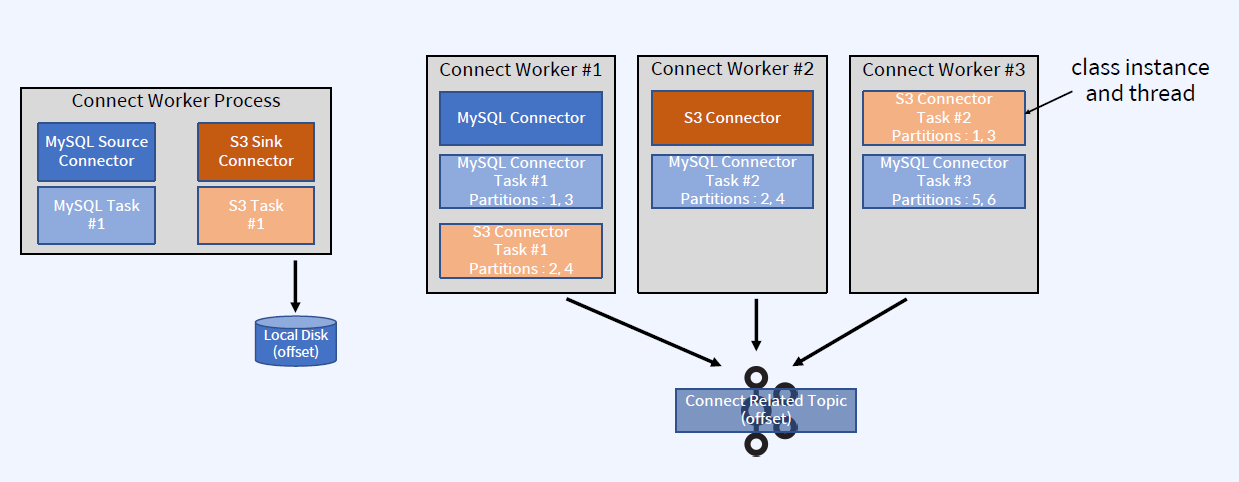 Connect Worker Process
MySQL Source
Connector
S3 Sink
Connector
MySQL Task
#1
S3 Task
#1
Local Disk
(offset)
Connect Worker #1
MySQL Connector
MySQL Connector
Task #1
Partitions : 1, 3
S3 Connector
Task #1
Partitions : 2, 4
Connect Worker #2
S3 Connector
MySQL Connector
Task #2
Partitions : 2, 4
Connect Worker #3
S3 Connector
Task #2
Partitions : 1, 3
MySQL Connector
Task #3
Partitions : 5, 6
class instance
and thread
Connect Related Topic
(offset)